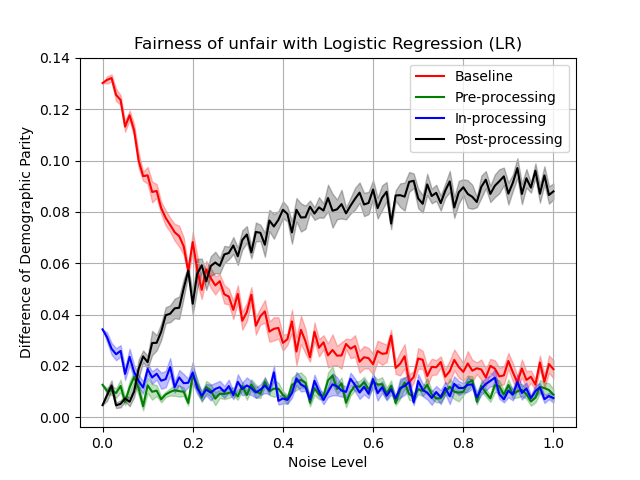 Fairness of unfair with Logistic Regression (LR)
Baseline
Pre-processing
In-processing
Post-processing
Difference of Demographic Parity
0.14
0.12
0.10
0.08
0.06
0.04
0.02
0.00
0.0 0.2 0.4 0.6 0.8 1.0
Noise Level